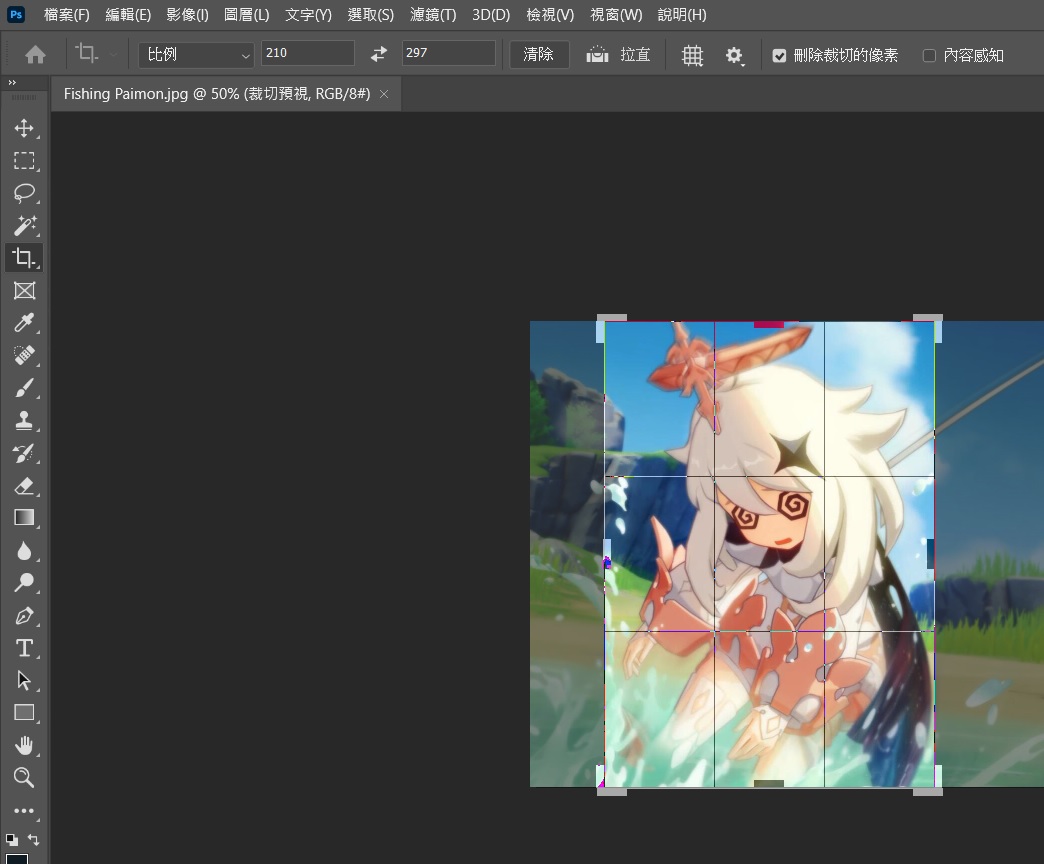 Ps 檔案(F) 編輯(E) 影像(I) 圖層(L) 文字(Y) 選取(S) 濾鏡(T) 3D(D) 檢視(V) 視窗(W) 說明(H)
比例 210 297 清除 拉直 刪除裁切的像素 內容感知
Fishing Paimon.jpg @ 50% (裁切預視, RGB/8#) ×